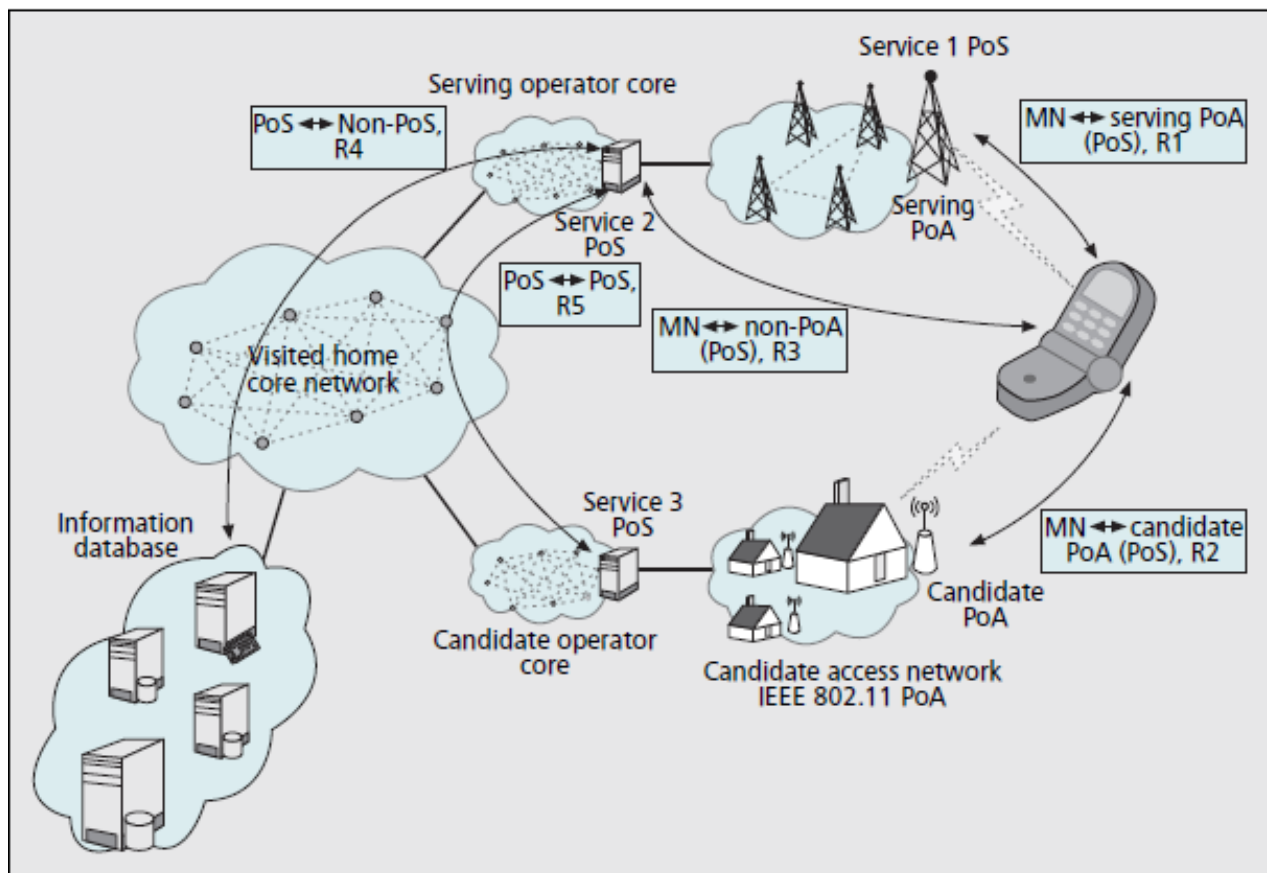 Service 1 PoS
Serving operator core
PoS ↔ Non-PoS,
R4
MN ↔ serving PoA
(PoS), R1
Service 2
PoS
Serving
PoA
PoS ↔ PoS,
R5
MN ↔ non-PoA
(PoS), R3
Visited home
core network
Service 3
PoS
Information
database
MN ↔ candidate
PoA (PoS), R2
Candidate
PoA
Candidate operator
core
Candidate access network
IEEE 802.11 PoA